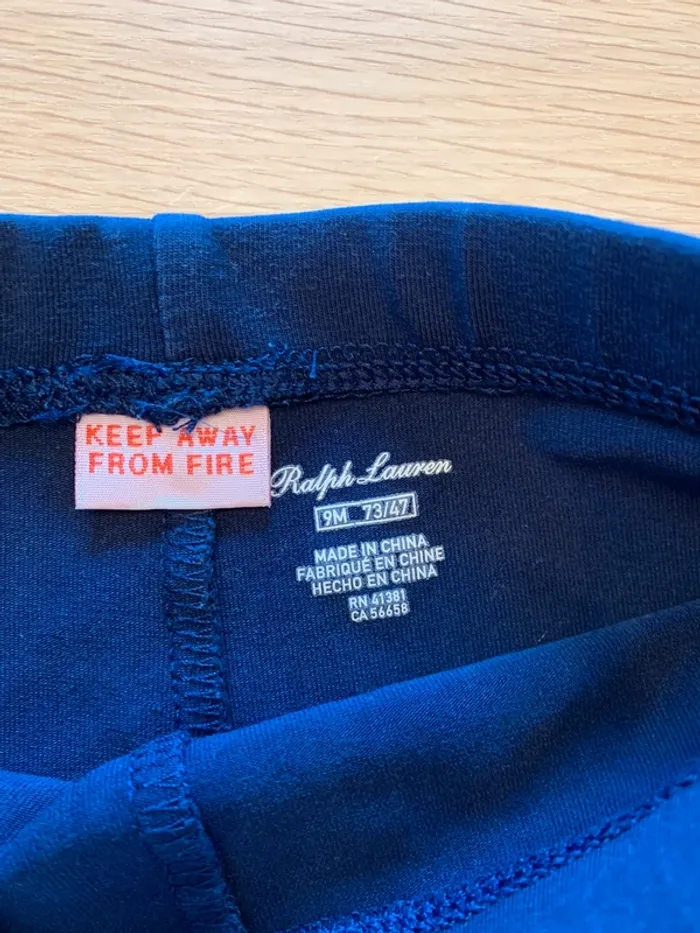 KEEP AWAY
FROM FIRE
Ralph Lauren
9M 73/47
MADE IN CHINA
FABRIQUÉ EN CHINE
HECHO EN CHINA
RN 41381
CA 56658